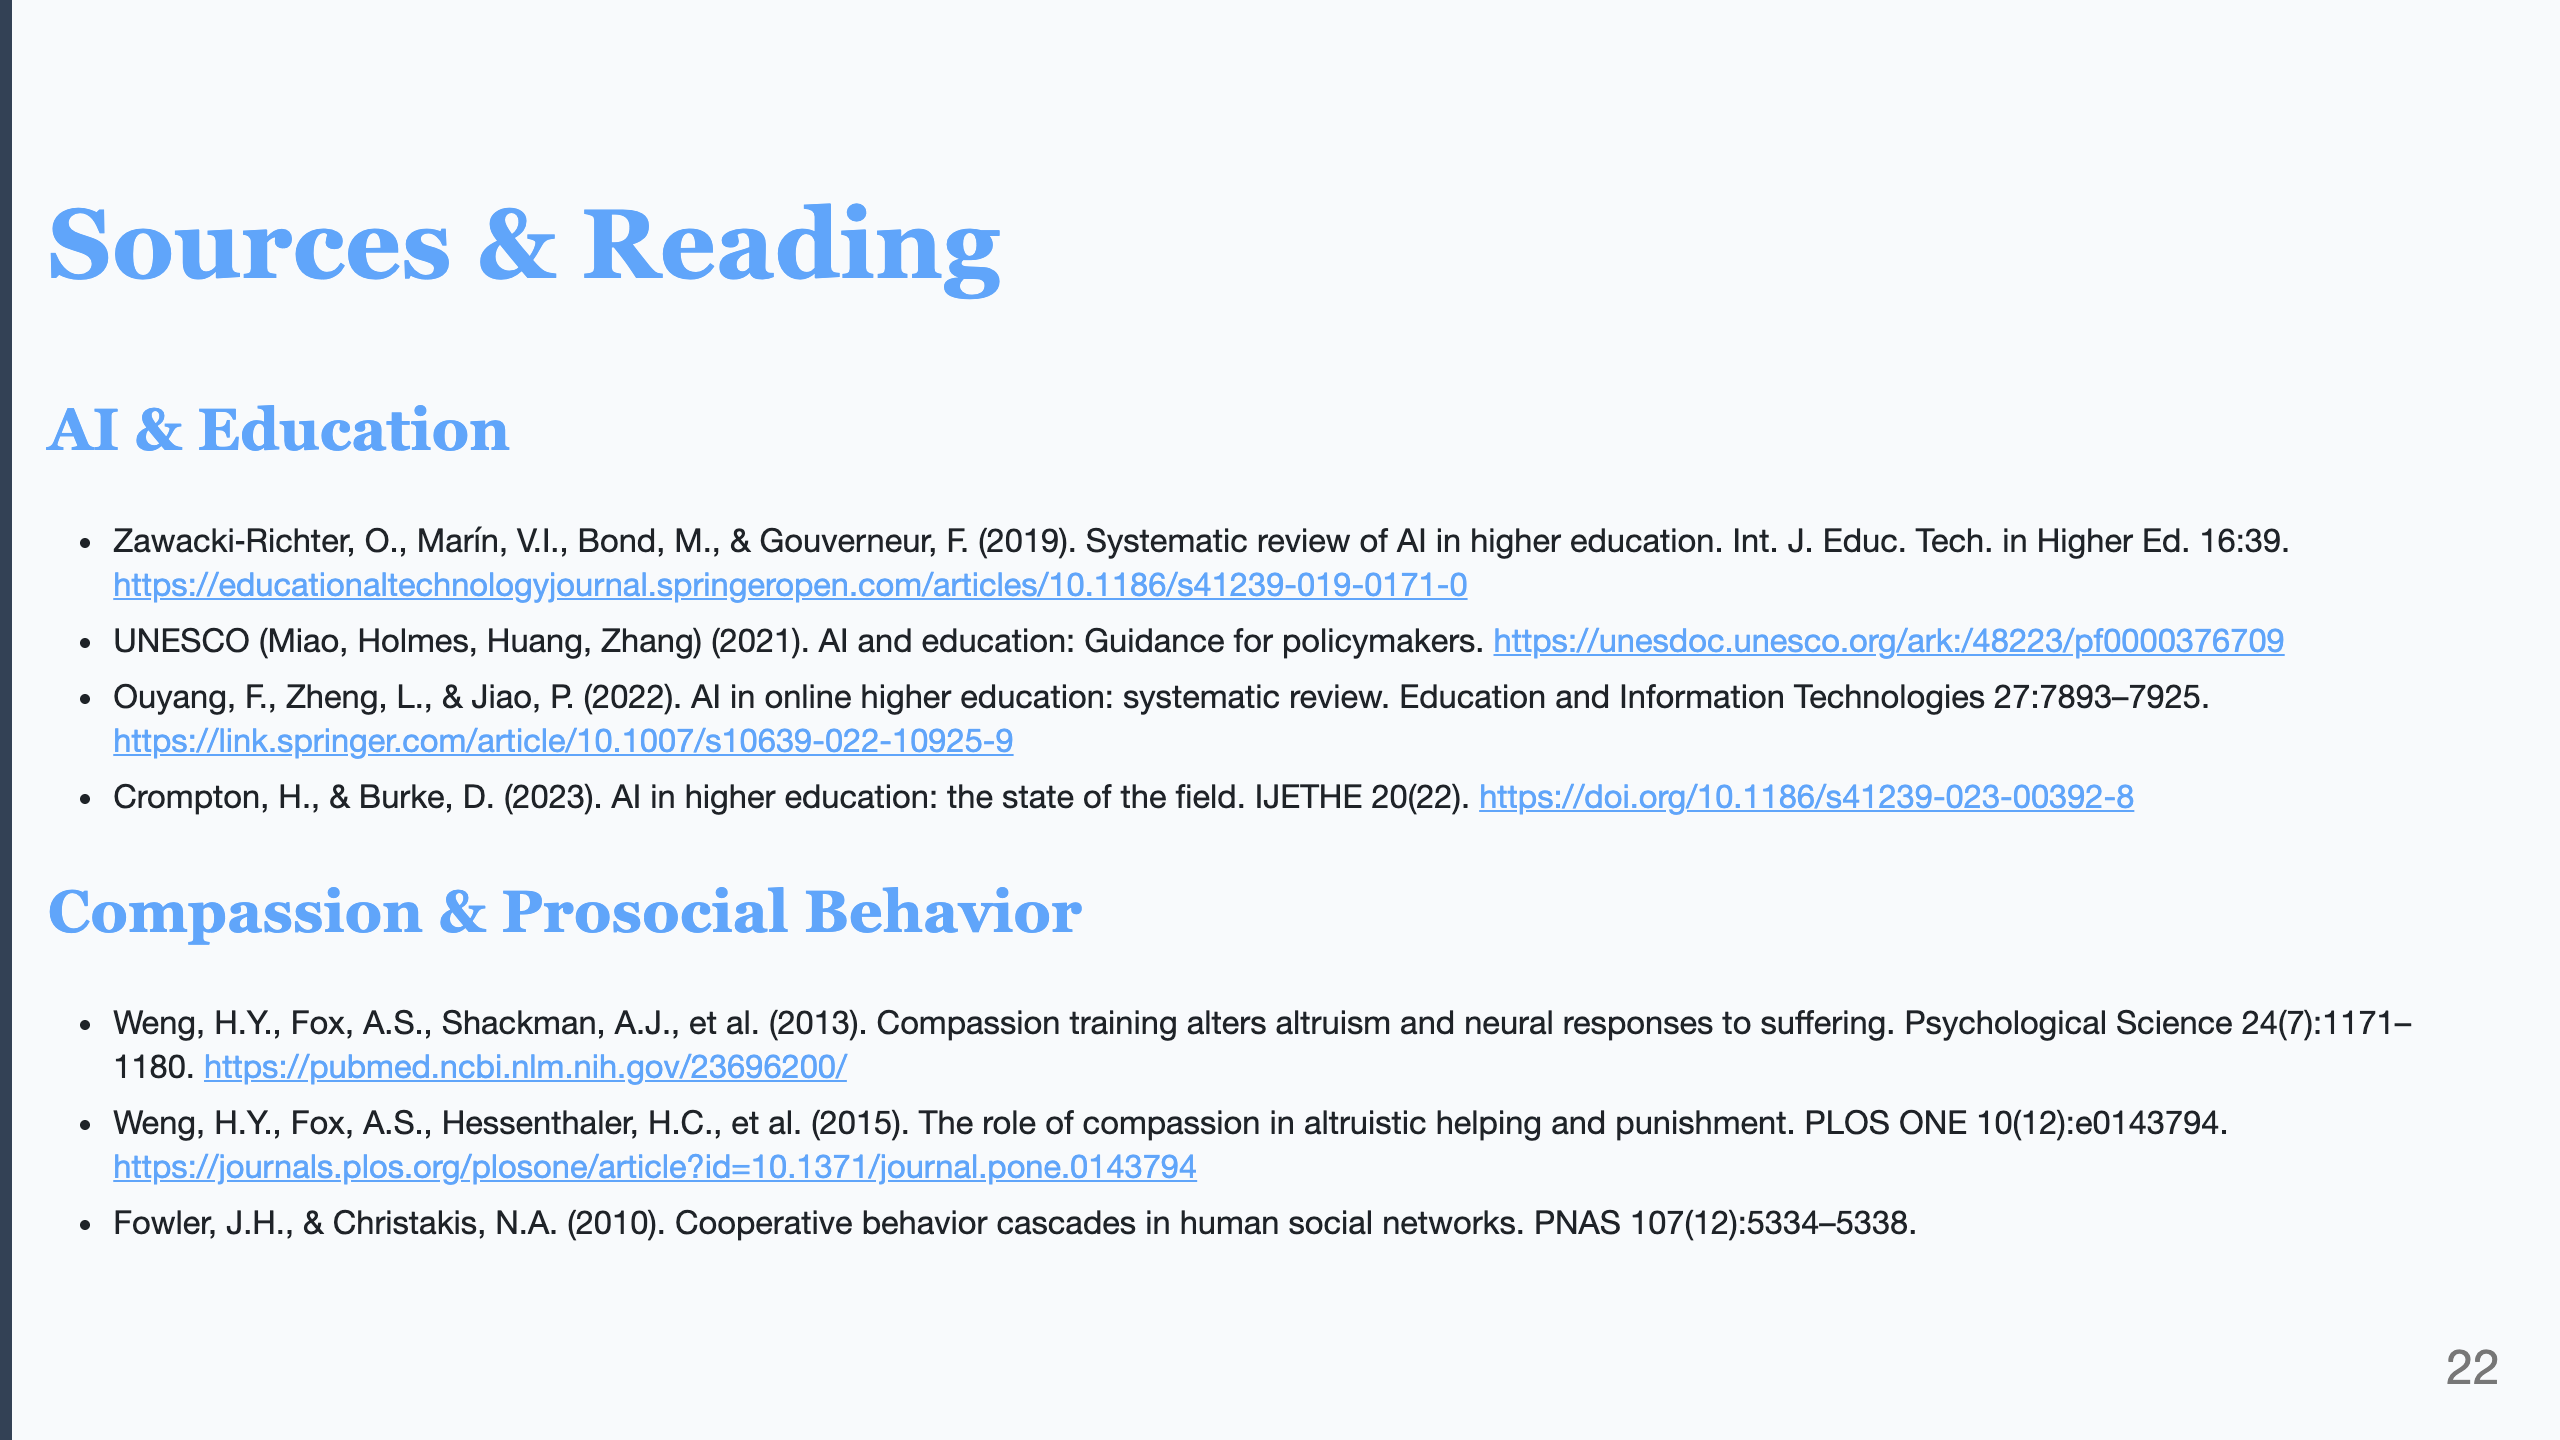 Sources & Reading
AI & Education
• Zawacki-Richter, O., Marín, V.I., Bond, M., & Gouverneur, F. (2019). Systematic review of AI in higher education. Int. J. Educ. Tech. in Higher Ed. 16:39.
https://educationaltechnologyjournal.springeropen.com/articles/10.1186/s41239-019-0171-0
• UNESCO (Miao, Holmes, Huang, Zhang) (2021). AI and education: Guidance for policymakers. https://unesdoc.unesco.org/ark:/48223/pf0000376709
• Ouyang, F., Zheng, L., & Jiao, P. (2022). AI in online higher education: systematic review. Education and Information Technologies 27:7893–7925.
https://link.springer.com/article/10.1007/s10639-022-10925-9
• Crompton, H., & Burke, D. (2023). AI in higher education: the state of the field. IJETHE 20(22). https://doi.org/10.1186/s41239-023-00392-8
Compassion & Prosocial Behavior
• Weng, H.Y., Fox, A.S., Shackman, A.J., et al. (2013). Compassion training alters altruism and neural responses to suffering. Psychological Science 24(7):1171–
1180. https://pubmed.ncbi.nlm.nih.gov/23696200/
• Weng, H.Y., Fox, A.S., Hessenthaler, H.C., et al. (2015). The role of compassion in altruistic helping and punishment. PLOS ONE 10(12):e0143794.
https://journals.plos.org/plosone/article?id=10.1371/journal.pone.0143794
• Fowler, J.H., & Christakis, N.A. (2010). Cooperative behavior cascades in human social networks. PNAS 107(12):5334–5338.
22